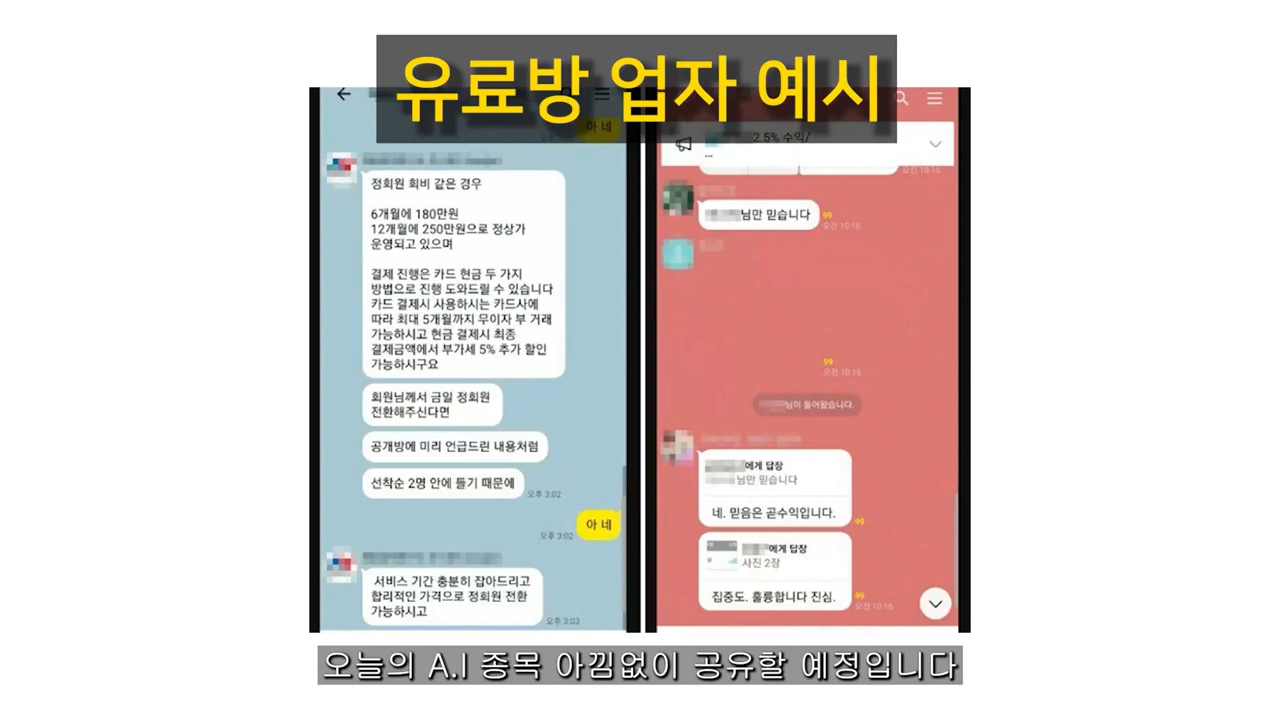 유료방 업자 예시
아 네
정회원 회비 같은 경우
6개월에 180만원
12개월에 250만원으로 정상가
운영되고 있으며
결제 진행은 카드 현금 두 가지
방법으로 진행 도와드릴 수 있습니다
카드 결제시 사용하시는 카드사에
따라 최대 5개월까지 무이자 부 거래
가능하시고 현금 결제시 최종
결제금액에서 부가세 5% 추가 할인
가능하시구요
회원님께서 금일 정회원
전환해주신다면
공개방에 미리 언급드린 내용처럼
선착순 2명 안에 들기 때문에
오후 3:02
아 네
오후 3:02
서비스 기간 충분히 잡아드리고
합리적인 가격으로 정회원 전환
가능하시고
오후 3:03
2.5% 수익/
...
오전 10:16
님만 믿습니다
99
오전 10:16
99
오전 10:16
님이 들어왔습니다.
에게 답장
님만 믿습니다
네. 믿음은 곧수익입니다.
99
에게 답장
사진 2장
집중도. 훌륭합니다 진심.
99
오전 10:16
오늘의 A.I 종목 아낌없이 공유할 예정입니다